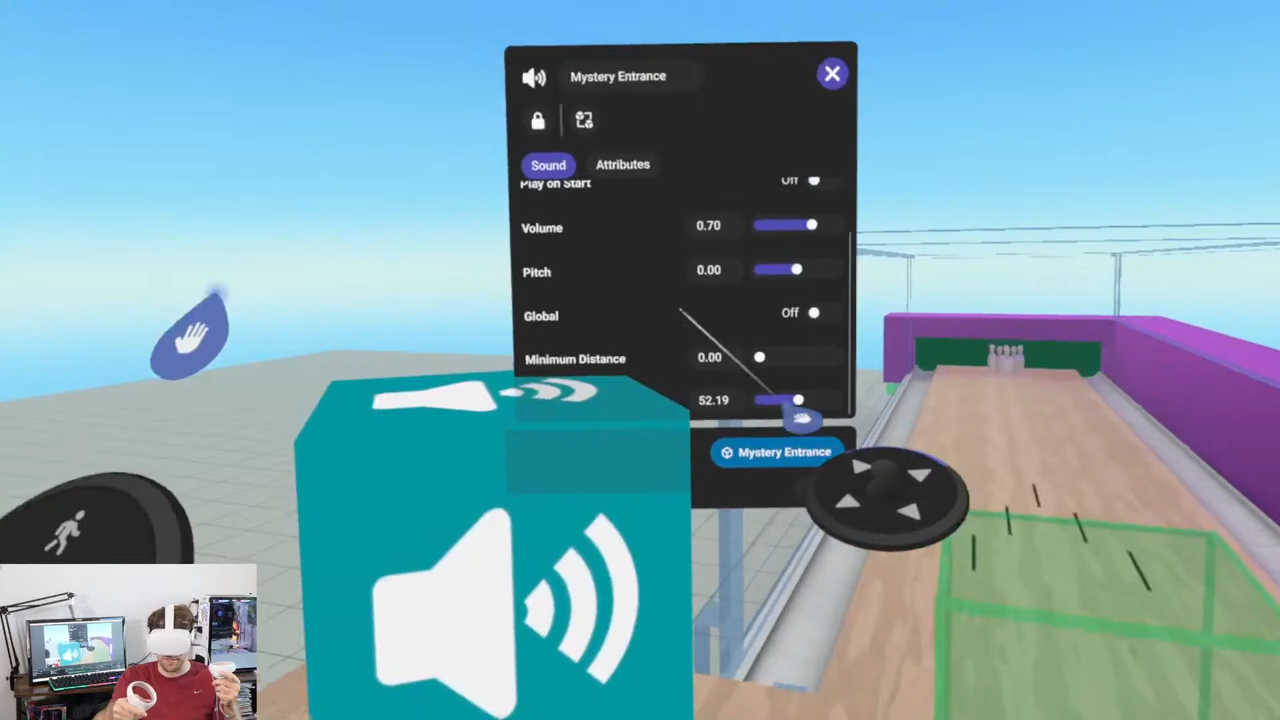 Mystery Entrance
Sound Attributes
Play on Start Off
Volume 0.70
Pitch 0.00
Global Off
Minimum Distance 0.00
52.19
Mystery Entrance